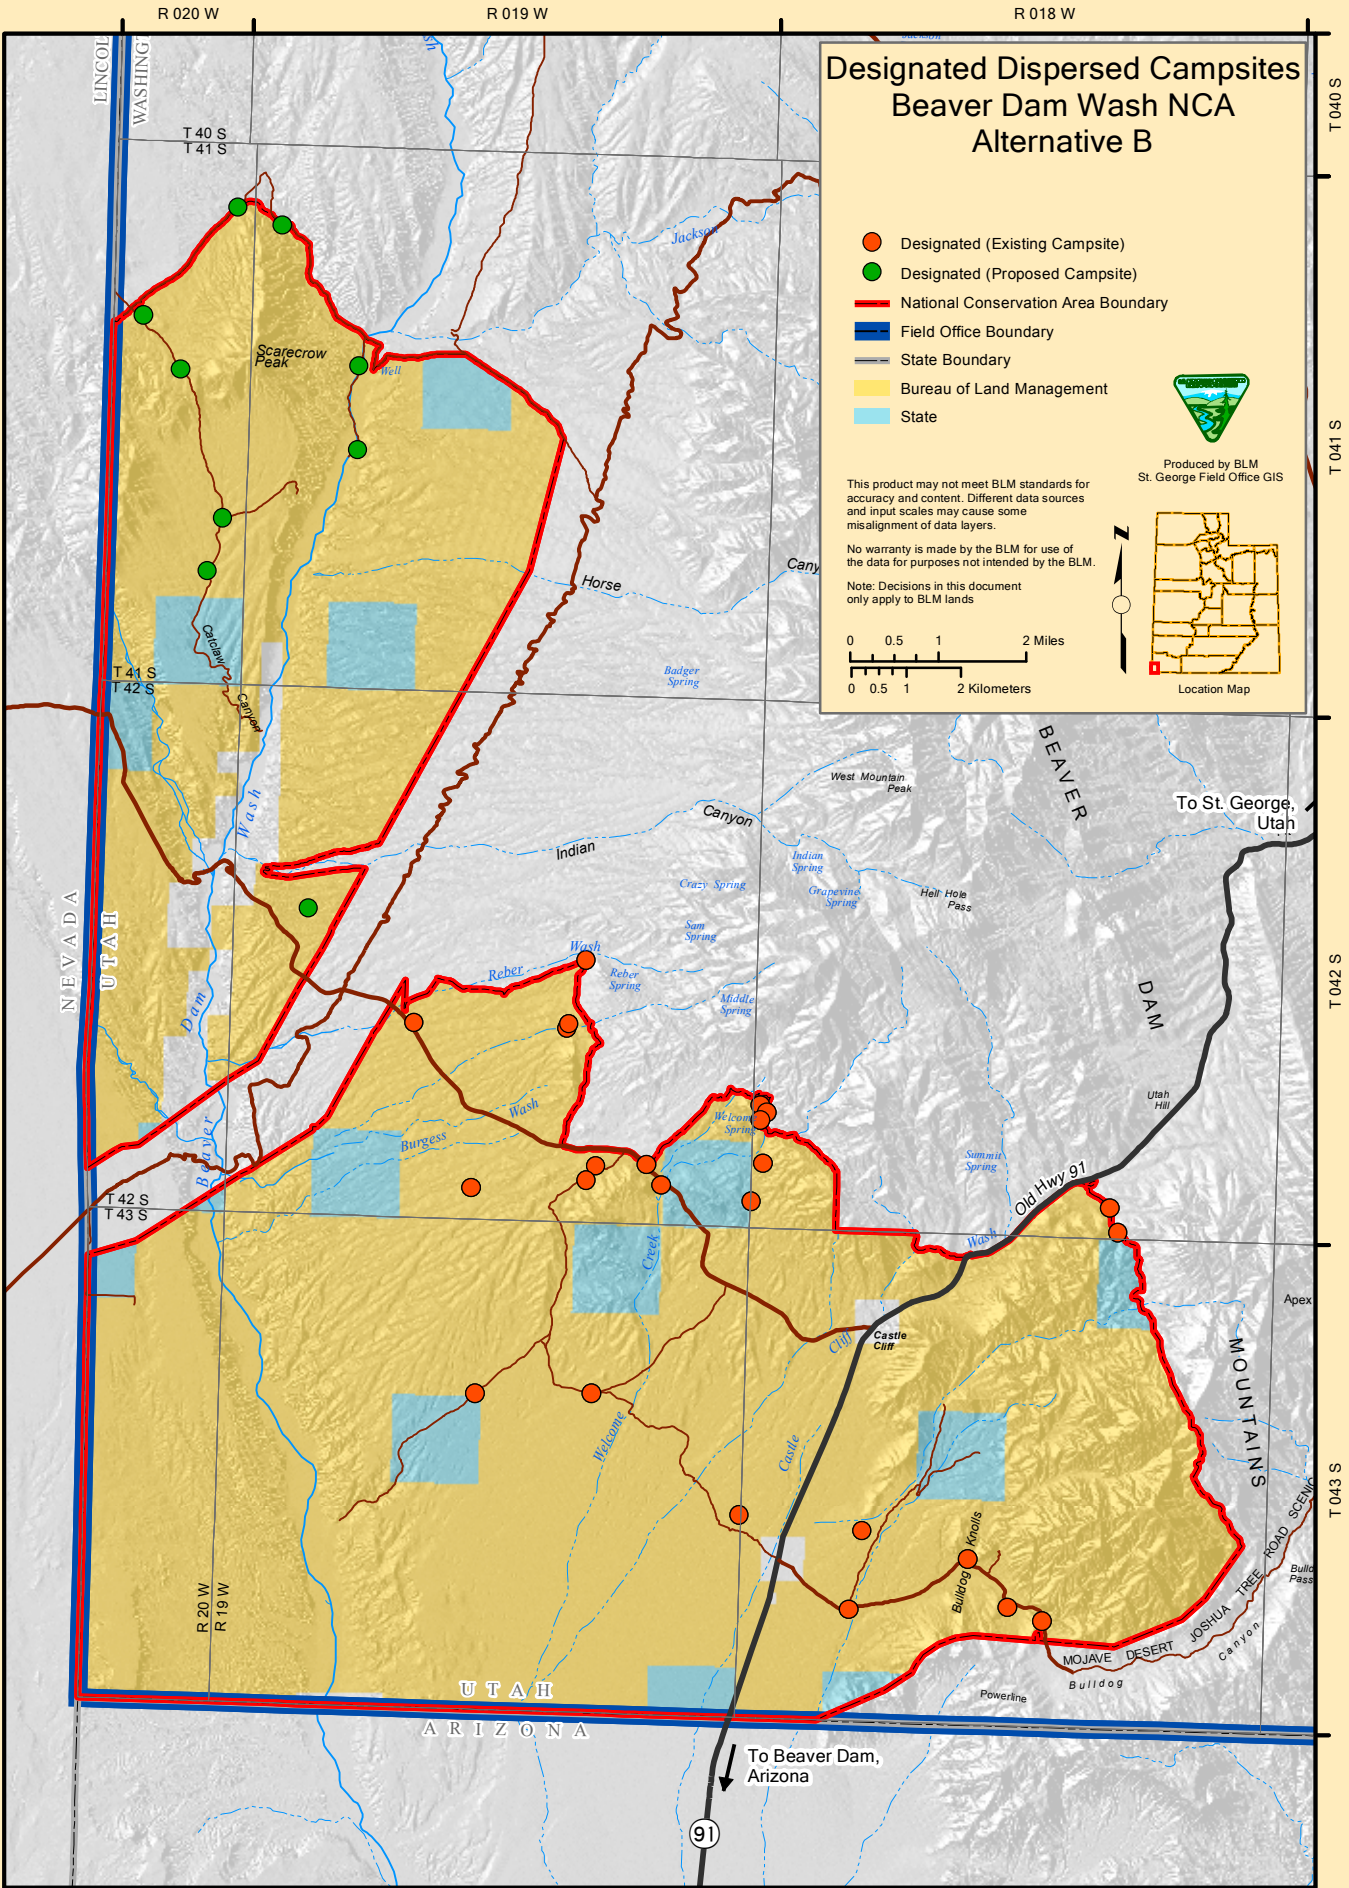 R 020 W
R 019 W
R 018 W
LINCOL
WASHING
T 40 S
T 41 S
T 040 S
Designated Dispersed Campsites
Beaver Dam Wash NCA
Alternative B
Designated (Existing Campsite)
Designated (Proposed Campsite)
National Conservation Area Boundary
Field Office Boundary
State Boundary
Bureau of Land Management
State
Produced by BLM
St. George Field Office GIS
This product may not meet BLM standards for
accuracy and content. Different data sources
and input scales may cause some
misalignment of data layers.
No warranty is made by the BLM for use of
the data for purposes not intended by the BLM.
Note: Decisions in this document
only apply to BLM lands
0 0.5 1 2 Miles
0 0.5 1 2 Kilometers
Location Map
Z
Jackson
Jackson
sh
Scarecrow
Peak
Well
T 041 S
Horse
Cany
Catclaw
Canyon
T 41 S
T 42 S
Badger
Spring
BEAVER
West Mountain
Peak
To St. George,
Utah
Wash
Canyon
Indian
Indian
Spring
Crazy Spring
Grapevine
Spring
Hell Hole
Pass
NEVADA
UTAH
Sam
Spring
Wash
Reber
Reber
Spring
Middle
Spring
DAM
T 042 S
Dam
Beaver
Wash
Burgess
Welcom
Spring
Utah
Hill
Summit
Spring
Old Hwy 91
T 42 S
T 43 S
Creek
Wash
Apex
Cliff
Castle
Cliff
MOUNTAINS
Welcome
Castle
T 043 S
Knolls
Bulldog
R 20 W
R 19 W
MOJAVE DESERT JOSHUA TREE ROAD SCENIC
Bulld
Pass
Canyon
Bulldog
Powerline
UTAH
ARIZONA
To Beaver Dam,
Arizona
91